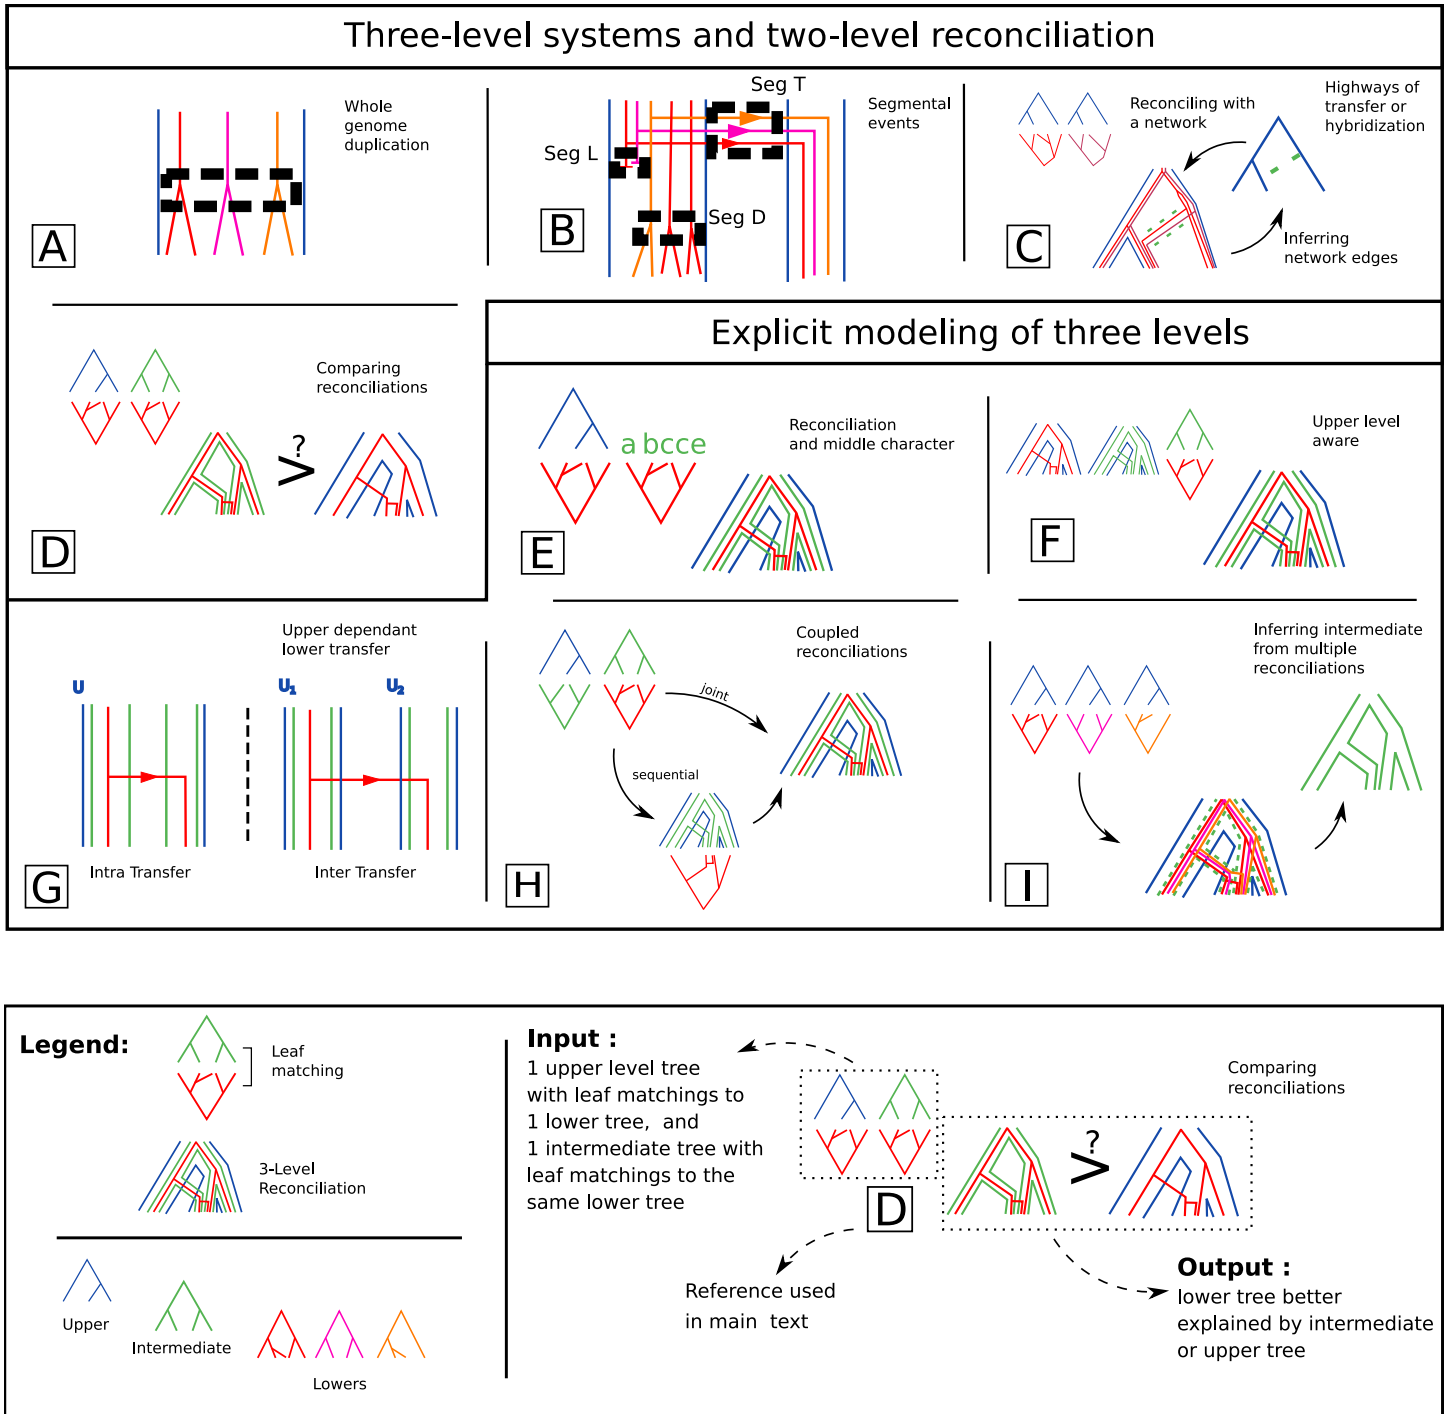 Three-level systems and two-level reconciliation
Whole
genome
duplication
A
Seg T
Segmental
events
Seg L
Seg D
B
Reconciling with
a network
Highways of
transfer or
hybridization
C
Inferring
network edges
Comparing
reconciliations
?
>
D
Explicit modeling of three levels
a bcce
Reconciliation
and middle character
E
Upper level
aware
F
Upper dependant
lower transfer
U
U1
U2
G
Intra Transfer
Inter Transfer
Coupled
reconciliations
joint
sequential
H
Inferring intermediate
from multiple
reconciliations
I
Legend:
Leaf
matching
3-Level
Reconciliation
Upper
Intermediate
Lowers
Input :
1 upper level tree
with leaf matchings to
1 lower tree, and
1 intermediate tree with
leaf matchings to the
same lower tree
Comparing
reconciliations
?
>
D
Reference used
in main text
Output :
lower tree better
explained by intermediate
or upper tree